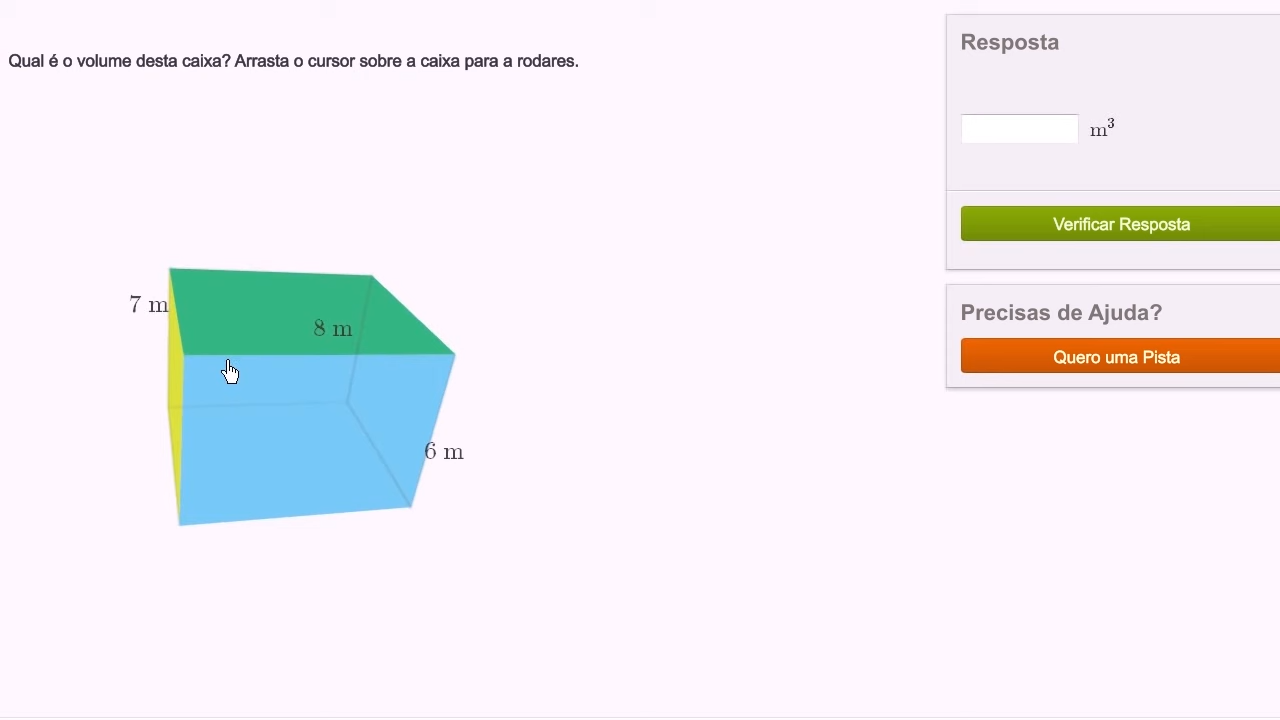 Qual é o volume desta caixa? Arrasta o cursor sobre a caixa para a rodares.
7 m
8 m
6 m
Resposta
m³
Verificar Resposta
Precisas de Ajuda?
Quero uma Pista